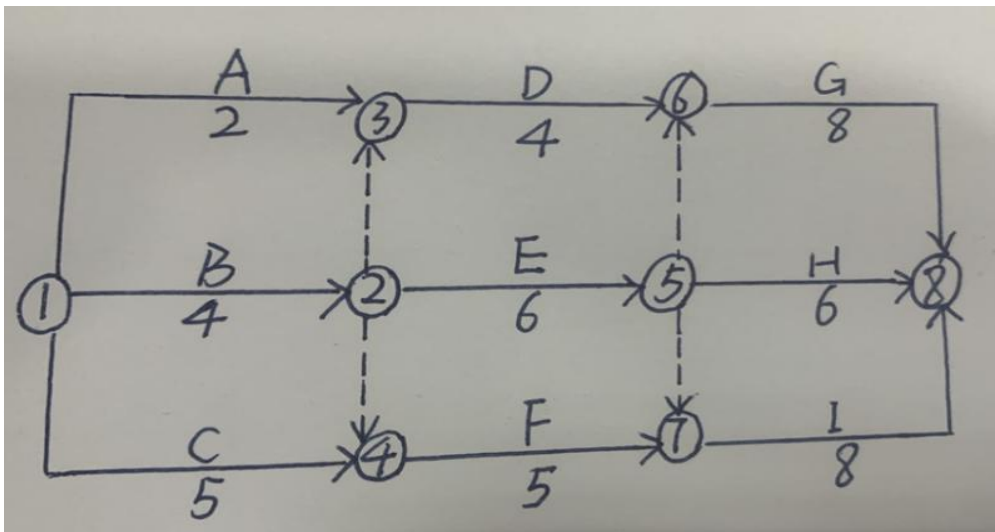 A D G
2 ③ 4 ⑥ 8
B E H
① 4 ② 6 ⑤ 6 ⑧
C F I
5 ④ 5 ⑦ 8